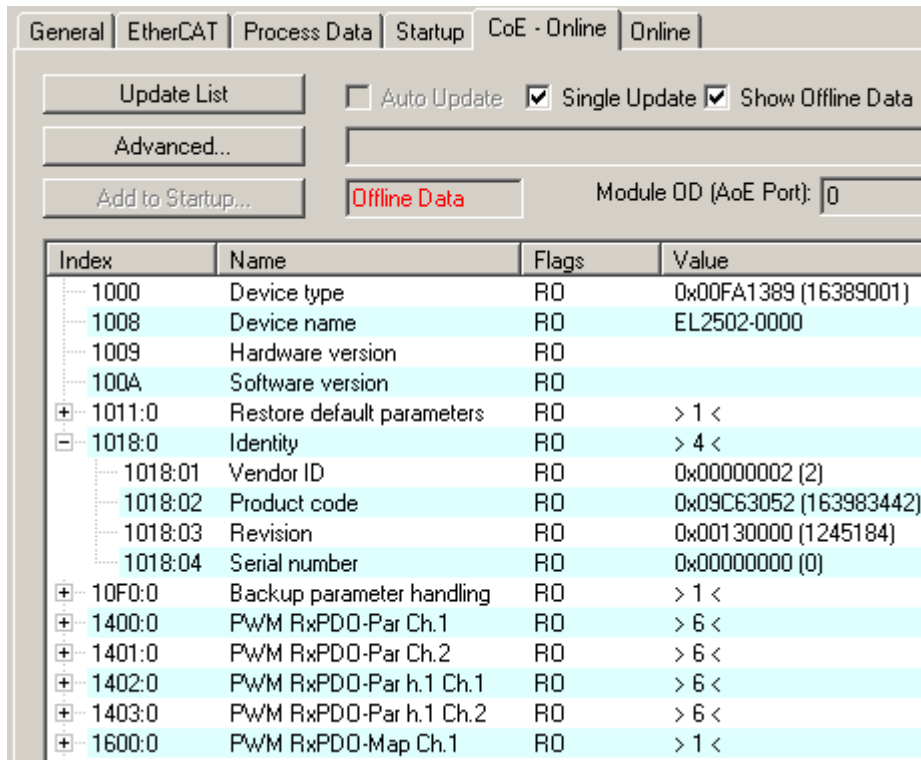 General EtherCAT Process Data Startup CoE - Online Online
Update List Auto Update Single Update Show Offline Data
Advanced...
Add to Startup... Offline Data Module OD (AoE Port): 0
Index Name Flags Value
1000 Device type RO 0x00FA1389 (16389001)
1008 Device name RO EL2502-0000
1009 Hardware version RO
100A Software version RO
1011:0 Restore default parameters RO > 1 <
1018:0 Identity RO > 4 <
1018:01 Vendor ID RO 0x00000002 (2)
1018:02 Product code RO 0x09C63052 (163983442)
1018:03 Revision RO 0x00130000 (1245184)
1018:04 Serial number RO 0x00000000 (0)
10F0:0 Backup parameter handling RO > 1 <
1400:0 PWM RxPDO-Par Ch.1 RO > 6 <
1401:0 PWM RxPDO-Par Ch.2 RO > 6 <
1402:0 PWM RxPDO-Par h.1 Ch.1 RO > 6 <
1403:0 PWM RxPDO-Par h.1 Ch.2 RO > 6 <
1600:0 PWM RxPDO-Map Ch.1 RO > 1 <